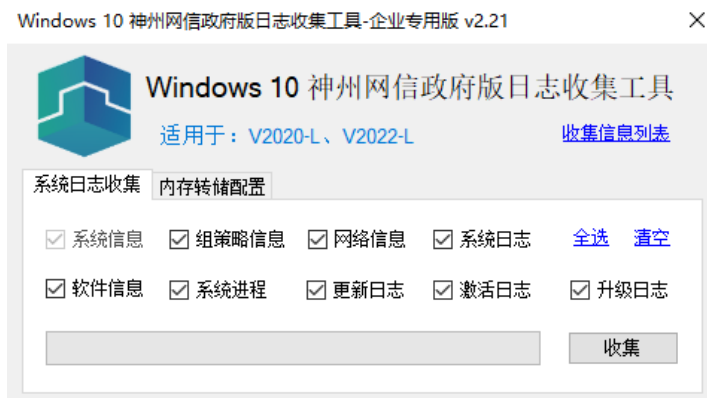 Windows 10 神州网信政府版日志收集工具-企业专用版 v2.21
Windows 10 神州网信政府版日志收集工具
适用于：V2020-L、V2022-L 收集信息列表
系统日志收集 内存转储配置
系统信息 组策略信息 网络信息 系统日志 全选 清空
软件信息 系统进程 更新日志 激活日志 升级日志
收集